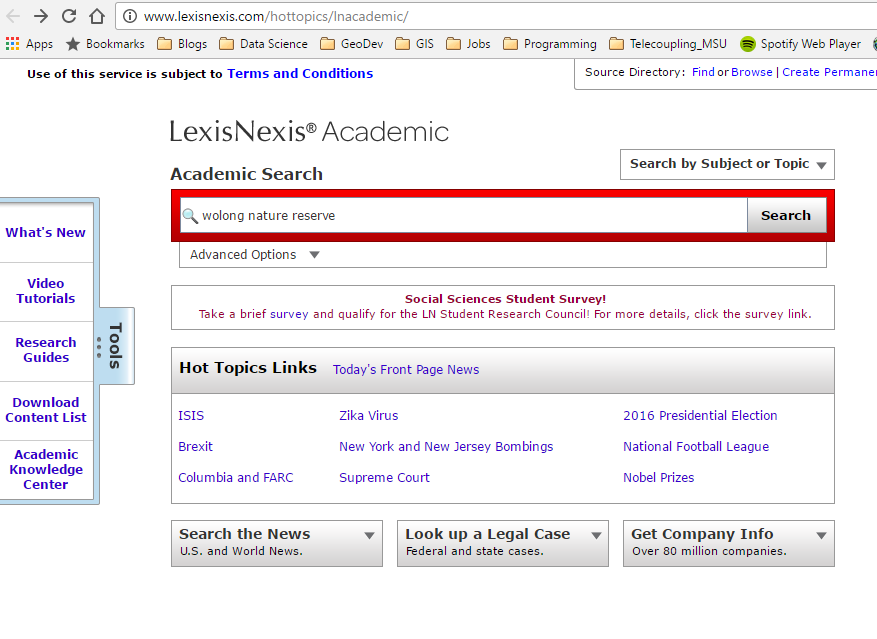 www.lexisnexis.com/hottopics/lnacademic/
Apps Bookmarks Blogs Data Science GeoDev GIS Jobs Programming Telecoupling_MSU Spotify Web Player
Use of this service is subject to Terms and Conditions
Source Directory: Find or Browse | Create Permanen
LexisNexis® Academic
Academic Search
Search by Subject or Topic
wolong nature reserve
Search
Advanced Options
What's New
Video
Tutorials
Research
Guides
Download
Content List
Academic
Knowledge
Center
Tools
Social Sciences Student Survey!
Take a brief survey and qualify for the LN Student Research Council! For more details, click the survey link.
Hot Topics Links Today's Front Page News
ISIS Zika Virus 2016 Presidential Election
Brexit New York and New Jersey Bombings National Football League
Columbia and FARC Supreme Court Nobel Prizes
Search the News
U.S. and World News.
Look up a Legal Case
Federal and state cases.
Get Company Info
Over 80 million companies.